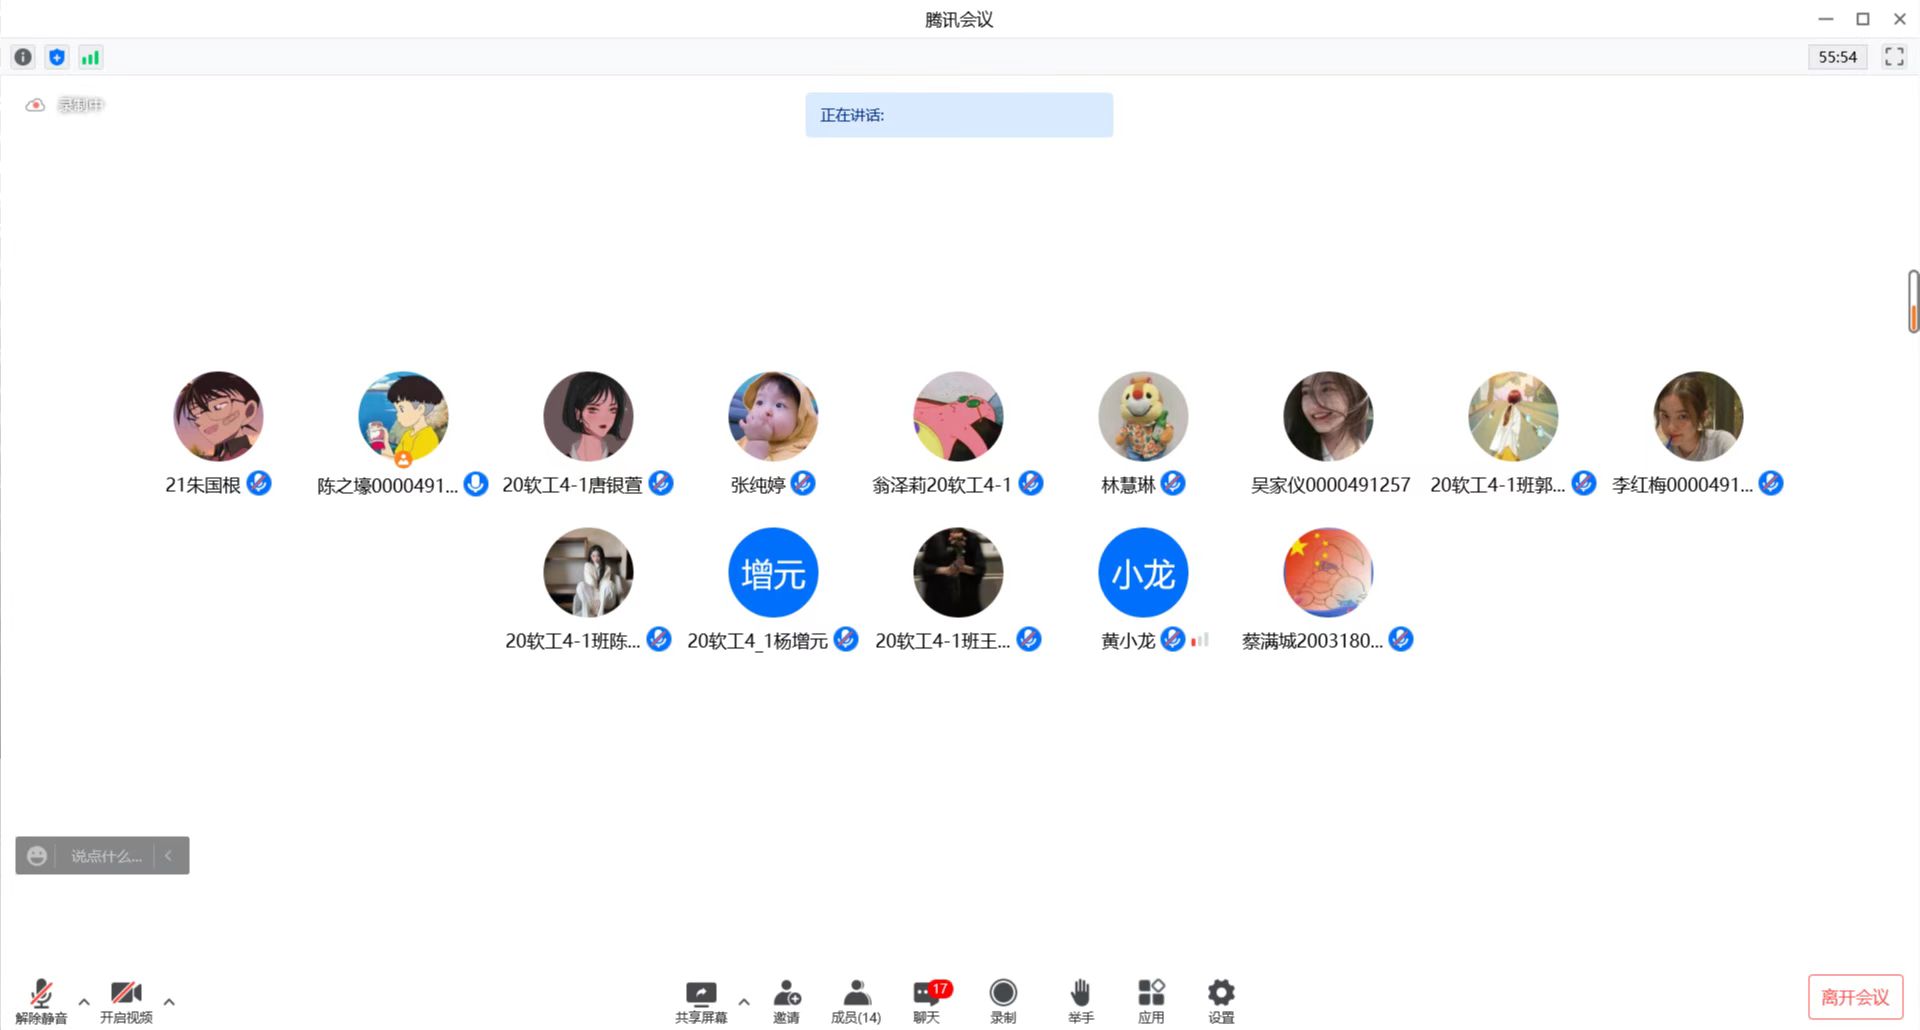 腾讯会议
55:54
录制中
正在讲话:
21朱国根
陈之壕0000491...
20软工4-1唐银萱
张纯婷
翁泽莉20软工4-1
林慧琳
吴家仪0000491257
20软工4-1班郭...
李红梅0000491...
增元
小龙
20软工4-1班陈...
20软工4_1杨增元
20软工4-1班王...
黄小龙
蔡满城2003180...
说点什么...
17
解除静音
开启视频
共享屏幕
邀请
成员(14)
聊天
录制
举手
应用
设置
离开会议